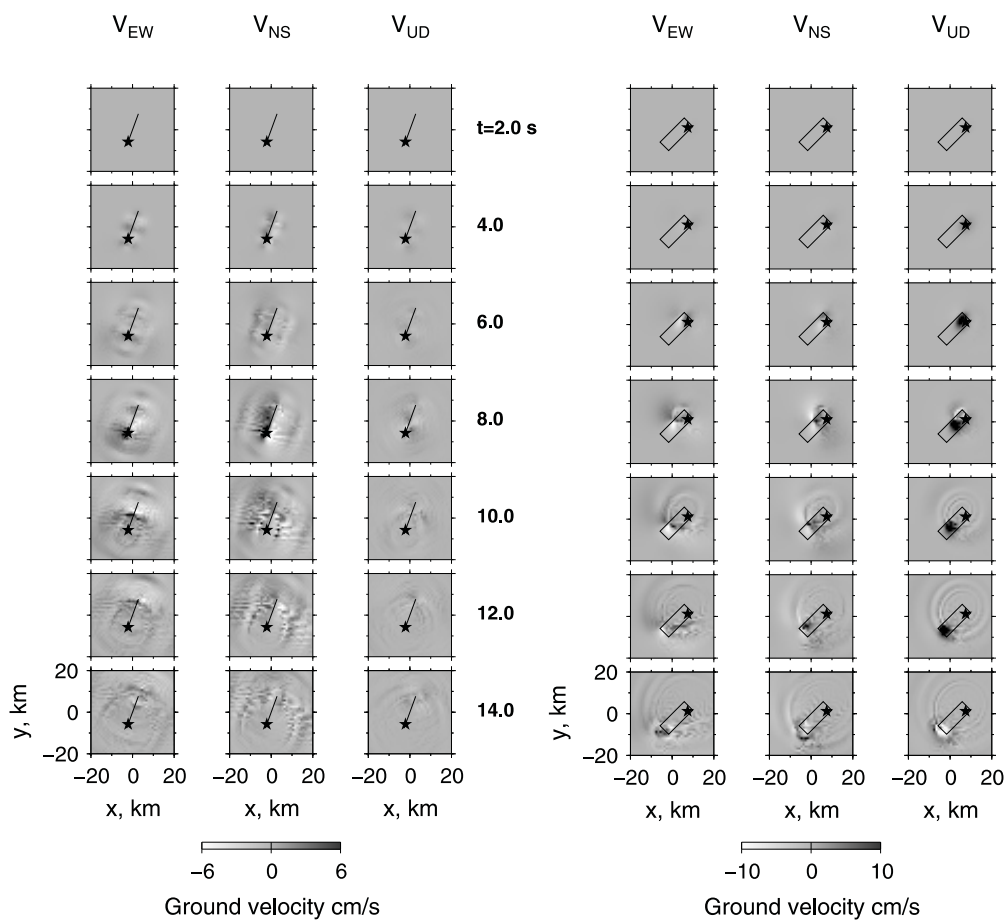 V_EW V_NS V_UD V_EW V_NS V_UD
t=2.0 s
4.0
6.0
8.0
10.0
12.0
20 20
y, km 0 14.0 y, km 0
−20 −20
−20 0 20 −20 0 20 −20 0 20 −20 0 20 −20 0 20 −20 0 20
x, km x, km x, km x, km x, km x, km
−6 0 6 −10 0 10
Ground velocity cm/s Ground velocity cm/s